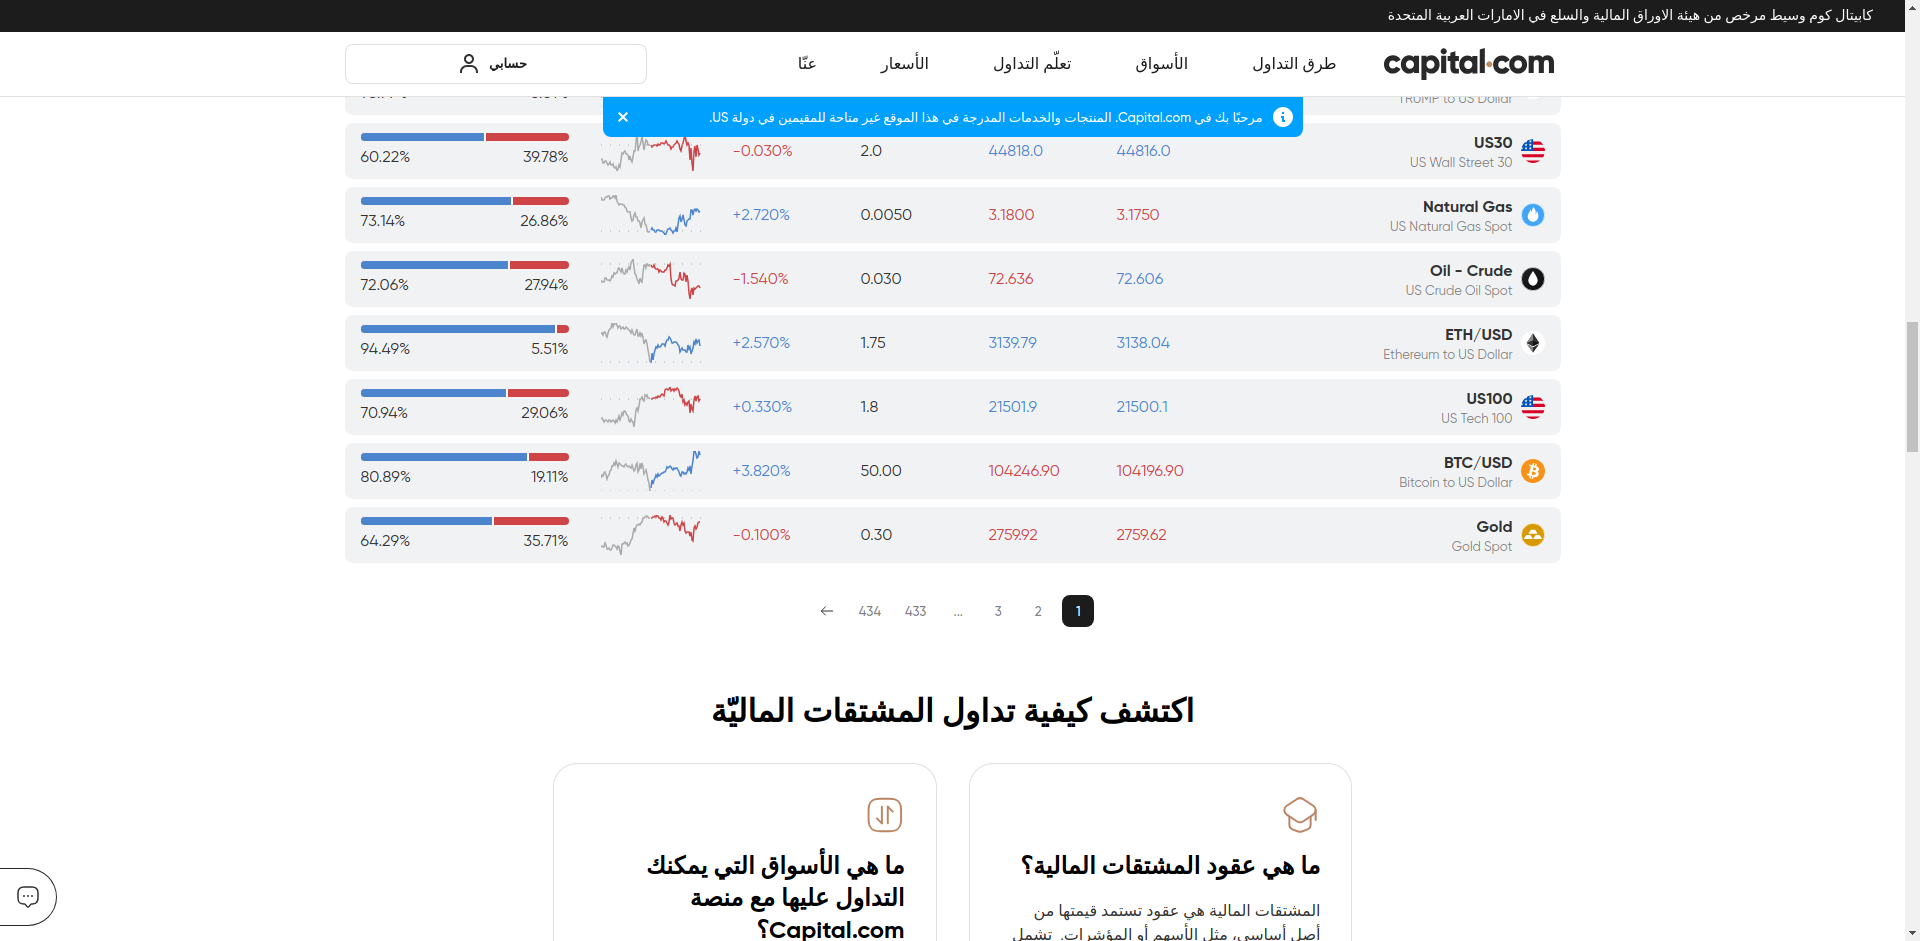 كابيتال كوم وسيط مرخص من هيئة الاوراق المالية والسلع في الامارات العربية المتحدة
capital.com
طرق التداول
الأسواق
تعلّم التداول
الأسعار
عنّا
حسابي
مرحبًا بك في Capital.com. المنتجات والخدمات المدرجة في هذا الموقع غير متاحة للمقيمين في دولة US.
TRUMP to US Dollar
US30
US Wall Street 30
44816.0
44818.0
2.0
-0.030%
60.22%
39.78%
Natural Gas
US Natural Gas Spot
3.1750
3.1800
0.0050
+2.720%
73.14%
26.86%
Oil - Crude
US Crude Oil Spot
72.606
72.636
0.030
-1.540%
72.06%
27.94%
ETH/USD
Ethereum to US Dollar
3138.04
3139.79
1.75
+2.570%
94.49%
5.51%
US100
US Tech 100
21500.1
21501.9
1.8
+0.330%
70.94%
29.06%
BTC/USD
Bitcoin to US Dollar
104196.90
104246.90
50.00
+3.820%
80.89%
19.11%
Gold
Gold Spot
2759.62
2759.92
0.30
-0.100%
64.29%
35.71%
1 2 3 ... 433 434
اكتشف كيفية تداول المشتقات الماليّة
ما هي عقود المشتقات المالية؟
المشتقات المالية هي عقود تستمد قيمتها من
أصل أساسي، مثل الأسهم أو المؤشرات. تشمل
ما هي الأسواق التي يمكنك
التداول عليها مع منصة
Capital.com؟